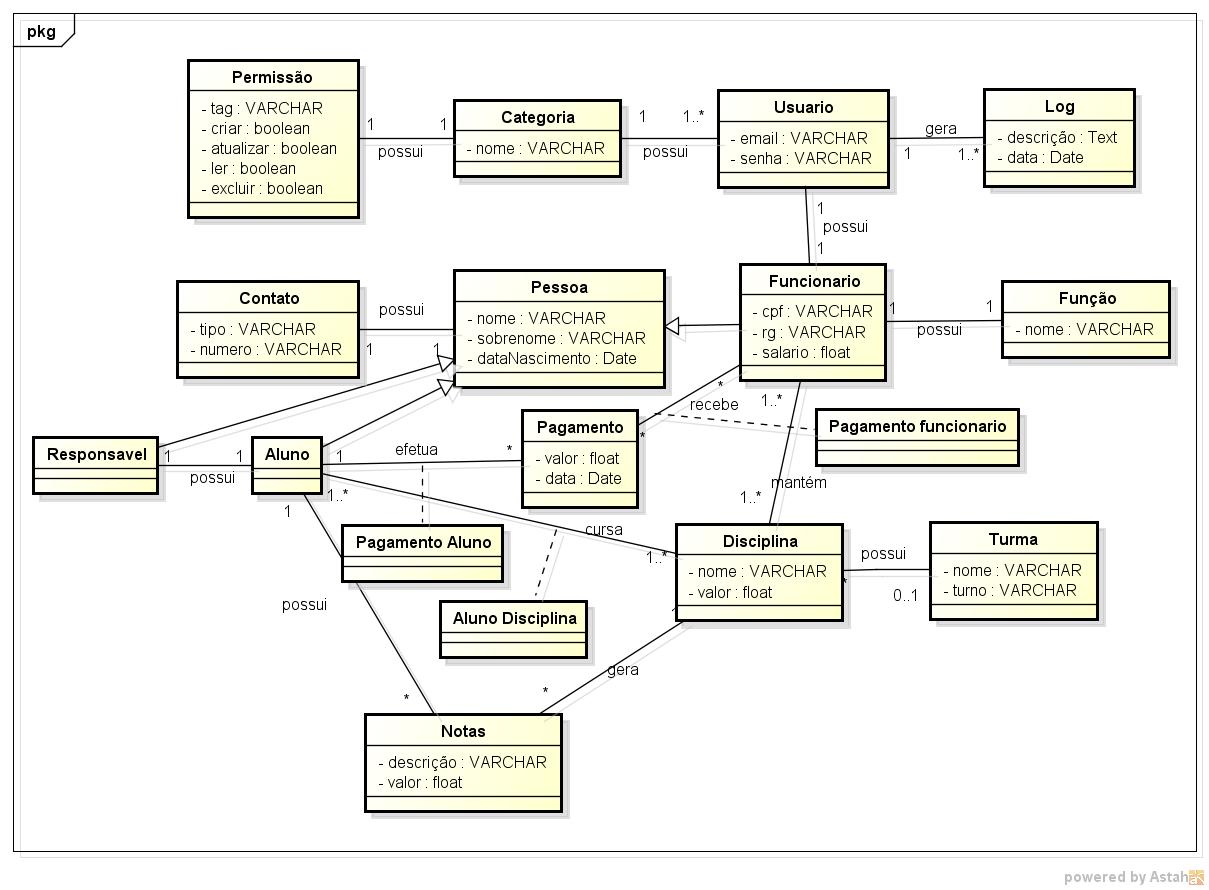 pkg
Permissão
- tag : VARCHAR
- criar : boolean
- atualizar : boolean
- ler : boolean
- excluir : boolean
1
possui
1
Categoria
- nome : VARCHAR
1
possui
1..*
Usuario
- email : VARCHAR
- senha : VARCHAR
gera
1
1..*
Log
- descrição : Text
- data : Date
1
possui
1
Contato
- tipo : VARCHAR
- numero : VARCHAR
possui
1
1
Pessoa
- nome : VARCHAR
- sobrenome : VARCHAR
- dataNascimento : Date
Funcionario
- cpf : VARCHAR
- rg : VARCHAR
- salario : float
1
possui
1
Função
- nome : VARCHAR
*
recebe
*
1..*
mantém
1..*
Pagamento funcionario
Responsavel
1
possui
1
Aluno
1
efetua
*
Pagamento
- valor : float
- data : Date
1..*
cursa
1..*
Pagamento Aluno
Aluno Disciplina
Disciplina
- nome : VARCHAR
- valor : float
possui
*
0..1
Turma
- nome : VARCHAR
- turno : VARCHAR
1
possui
*
gera
*
Notas
- descrição : VARCHAR
- valor : float
powered by Astah